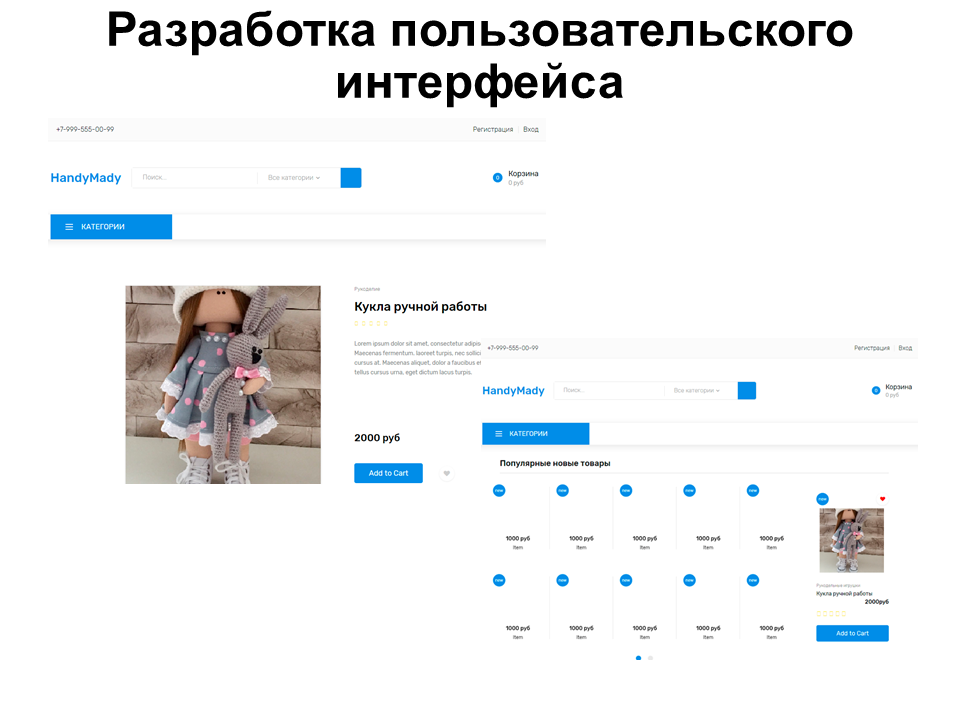 Разработка пользовательского
интерфейса
+7-999-555-00-99
Регистрация Вход
HandyMady
Поиск...
Все категории
0
Корзина
0 руб
КАТЕГОРИИ
Рукоделие
Кукла ручной работы
Lorem ipsum dolor sit amet, consectetur adipis
Maecenas fermentum, laoreet turpis, nec sollici
cursus at. Maecenas aliquet, dolor a faucibus ef
tellus cursus urna, eget dictum lacus turpis.
2000 руб
Add to Cart
+7-999-555-00-99
Регистрация Вход
HandyMady
Поиск...
Все категории
0
Корзина
0 руб
КАТЕГОРИИ
Популярные новые товары
new new new new new new
1000 руб 1000 руб 1000 руб 1000 руб 1000 руб
Item Item Item Item Item
new new new new new
Рукодельные игрушки
Кукла ручной работы
2000руб
1000 руб 1000 руб 1000 руб 1000 руб 1000 руб
Item Item Item Item Item
Add to Cart